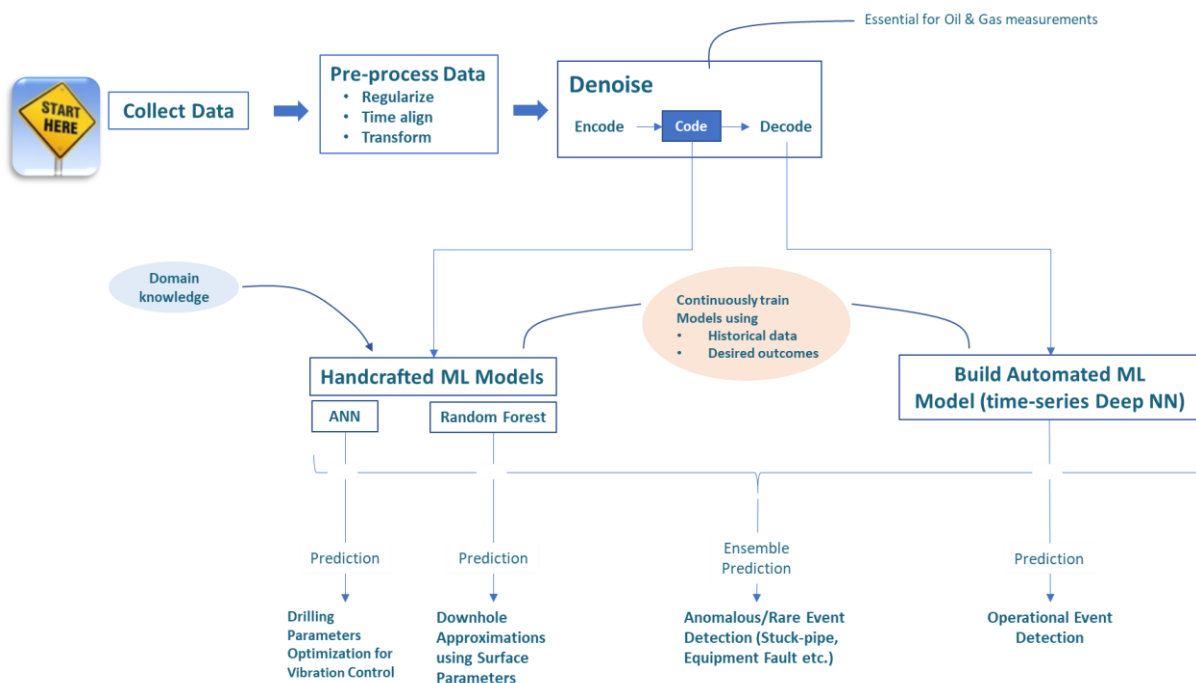 Essential for Oil & Gas measurements
START
HERE
Collect Data
Pre-process Data
• Regularize
• Time align
• Transform
Denoise
Encode
Code
Decode
Domain
knowledge
Continuously train
Models using
• Historical data
• Desired outcomes
Handcrafted ML Models
ANN
Random Forest
Build Automated ML
Model (time-series Deep NN)
Prediction
Prediction
Ensemble
Prediction
Prediction
Drilling
Parameters
Optimization for
Vibration Control
Downhole
Approximations
using Surface
Parameters
Anomalous/Rare Event
Detection (Stuck-pipe,
Equipment Fault etc.)
Operational Event
Detection